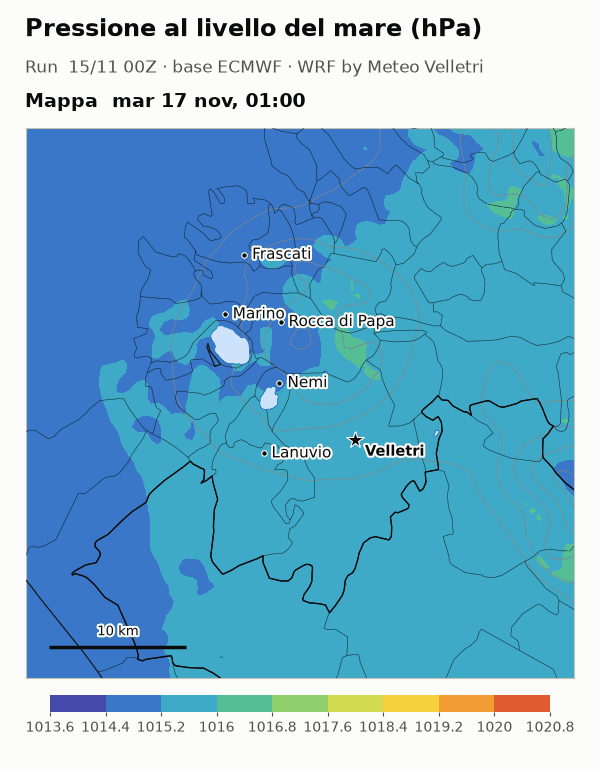 Pressione al livello del mare (hPa)
Run  15/11 00Z · base ECMWF · WRF by Meteo Velletri
Mappa  mar 17 nov, 01:00
Frascati
Marino
Rocca di Papa
Nemi
Velletri
Lanuvio
10 km
1013.6 1014.4 1015.2 1016 1016.8 1017.6 1018.4 1019.2 1020 1020.8